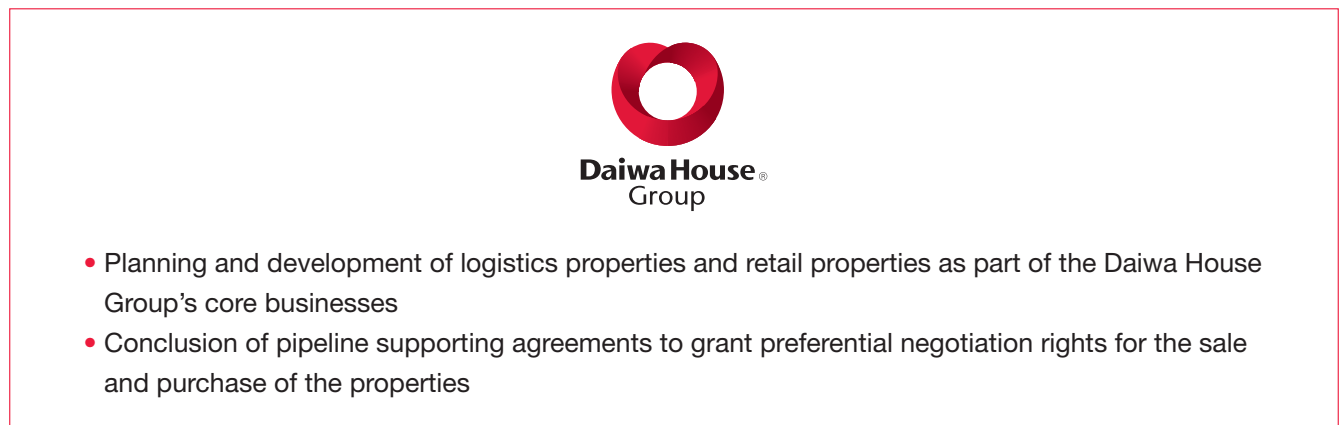 Daiwa House ®
Group
• Planning and development of logistics properties and retail properties as part of the Daiwa House
Group’s core businesses
• Conclusion of pipeline supporting agreements to grant preferential negotiation rights for the sale
and purchase of the properties